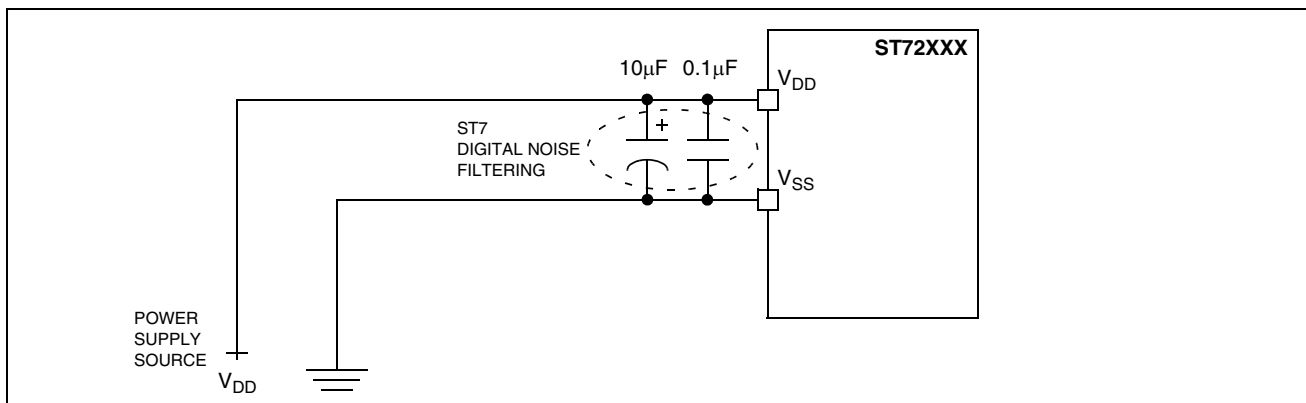 ST72XXX
10μF 0.1μF
VDD
+
ST7
DIGITAL NOISE
FILTERING
VSS
POWER
SUPPLY
SOURCE
VDD